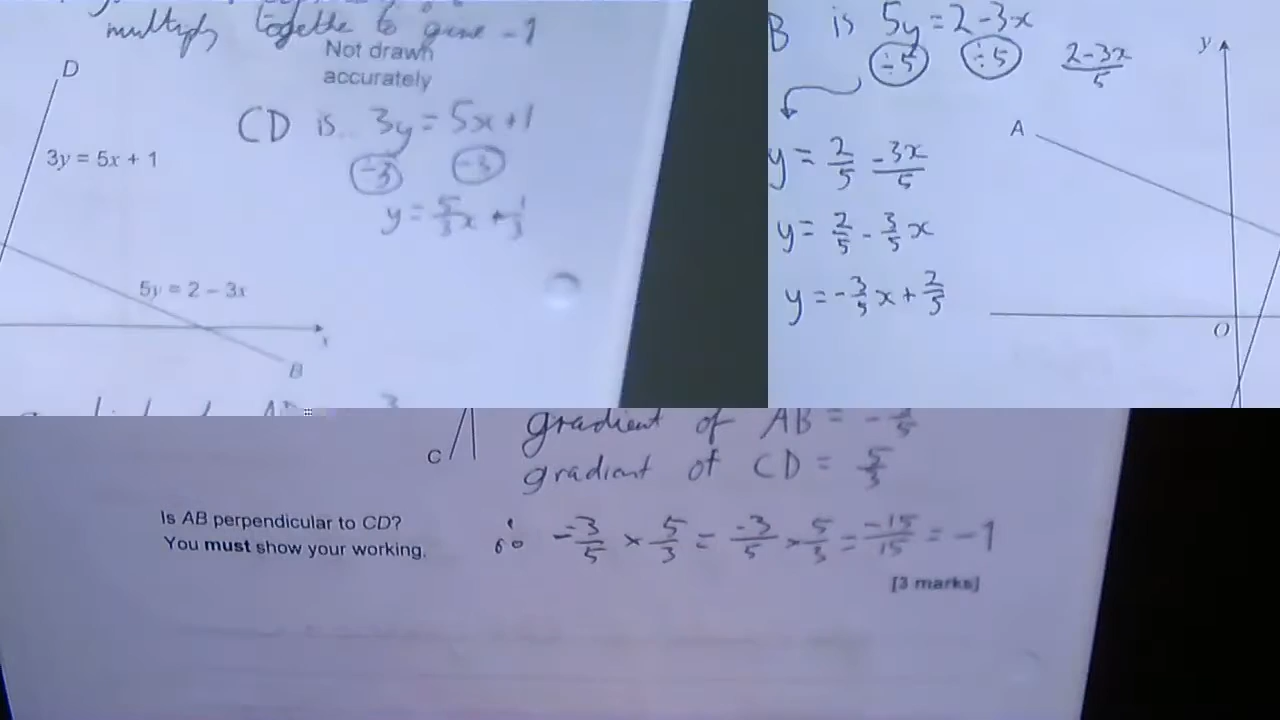 multiply together to give -1
Not drawn
accurately
D
CD is 3y = 5x + 1
3y = 5x + 1
÷3 ÷3
y = 5/3x + 1/3
5y = 2 – 3x
x
B
B is 5y = 2 - 3x
÷5 ÷5 2-3x/5
y
A
y = 2/5 -3x/5
y = 2/5 - 3/5x
y = -3/5x + 2/5
O
C
gradient of AB = -3/5
gradient of CD = 5/3
Is AB perpendicular to CD?
You must show your working.
∴ -3/5 × 5/3 = -3/5 × 5/3 = -15/15 = -1
[3 marks]